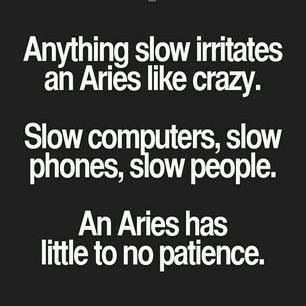 Anything slow irritates
an Aries like crazy.
Slow computers, slow
phones, slow people.
An Aries has
little to no patience.